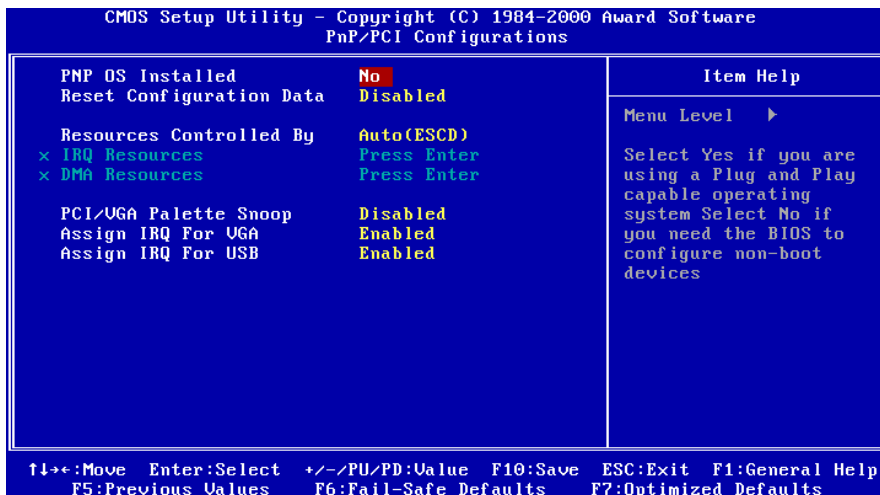 CMOS Setup Utility - Copyright (C) 1984-2000 Award Software
PnP/PCI Configurations
PNP OS Installed No
Reset Configuration Data Disabled
Resources Controlled By Auto(ESCD)
x IRQ Resources Press Enter
x DMA Resources Press Enter
PCI/VGA Palette Snoop Disabled
Assign IRQ For VGA Enabled
Assign IRQ For USB Enabled
Item Help
Menu Level ▶
Select Yes if you are
using a Plug and Play
capable operating
system Select No if
you need the BIOS to
configure non-boot
devices
↑↓→←:Move Enter:Select +/-/PU/PD:Value F10:Save ESC:Exit F1:General Help
F5:Previous Values F6:Fail-Safe Defaults F7:Optimized Defaults